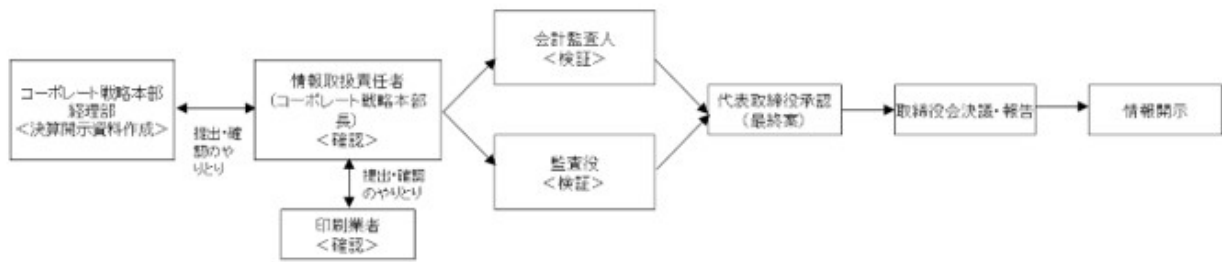 コーポレート戦略本部
経理部
＜決算開示資料作成＞
提出・確
認のや
りとり
情報取扱責任者
(コーポレート戦略本部
長)
＜確認＞
提出・確認
のやりとり
印刷業者
＜確認＞
会計監査人
＜検証＞
監査役
＜検証＞
代表取締役承認
(最終案)
取締役会決議・報告
情報開示